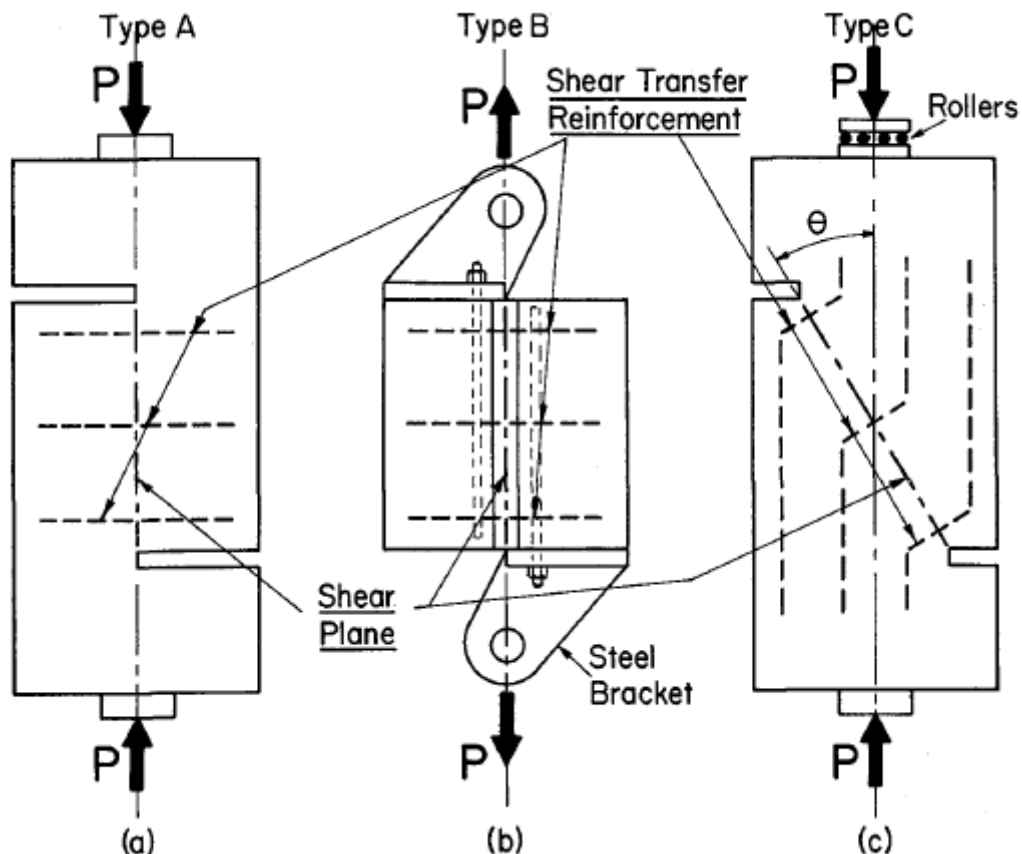 Type A
Type B
Type C
P
P
P
Shear Transfer
Reinforcement
Rollers
θ
Shear
Plane
Steel
Bracket
P
P
P
(a)
(b)
(c)